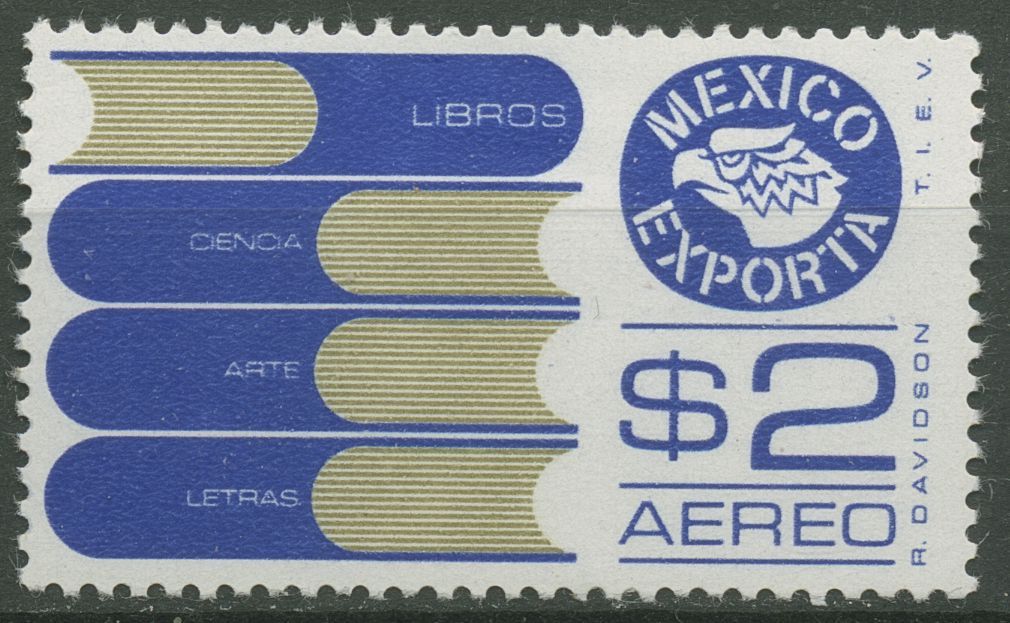 LIBROS
CIENCIA
ARTE
LETRAS
MEXICO
EXPORTA
$2
AEREO
T. I. E. V.
R. DAVIDSON